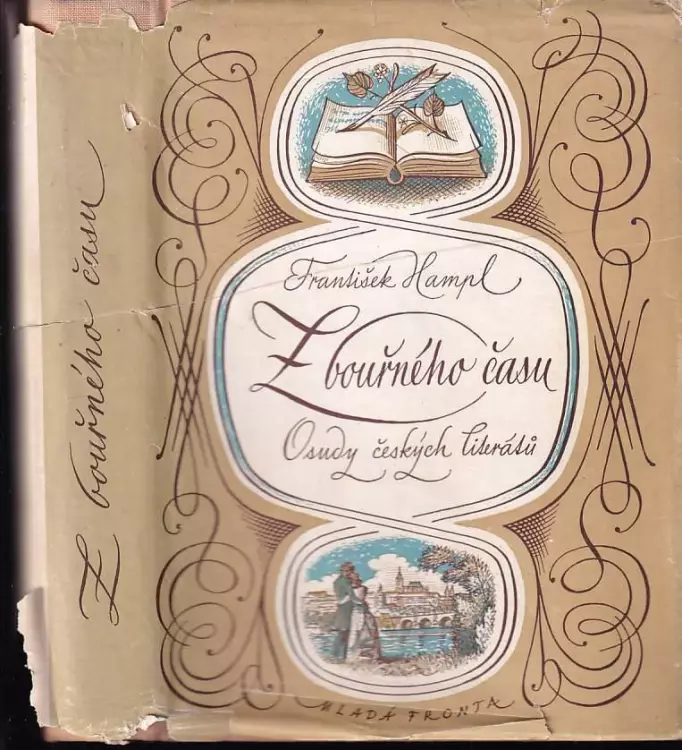 Z bouřného času
František Hampl
Z bouřného času
Osudy českých literátů
MLADÁ FRONTA